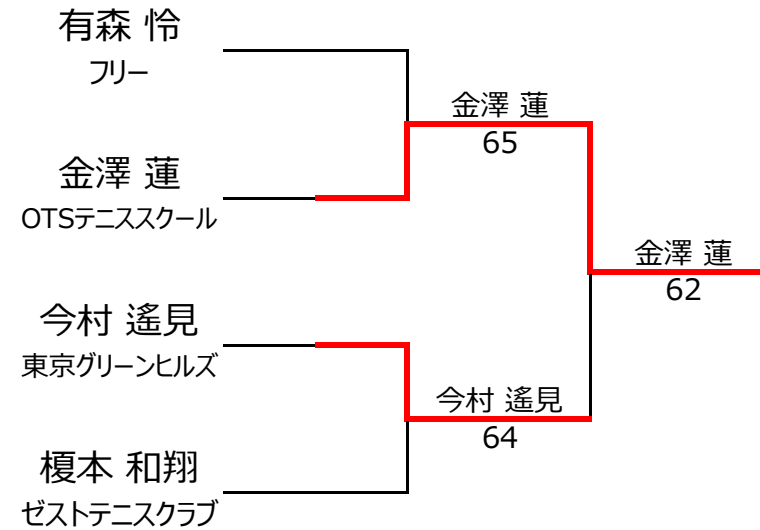 有森 怜
フリー
金澤 蓮
65
金澤 蓮
OTSテニススクール
金澤 蓮
62
今村 遙見
東京グリーンヒルズ
今村 遙見
64
榎本 和翔
ゼストテニスクラブ